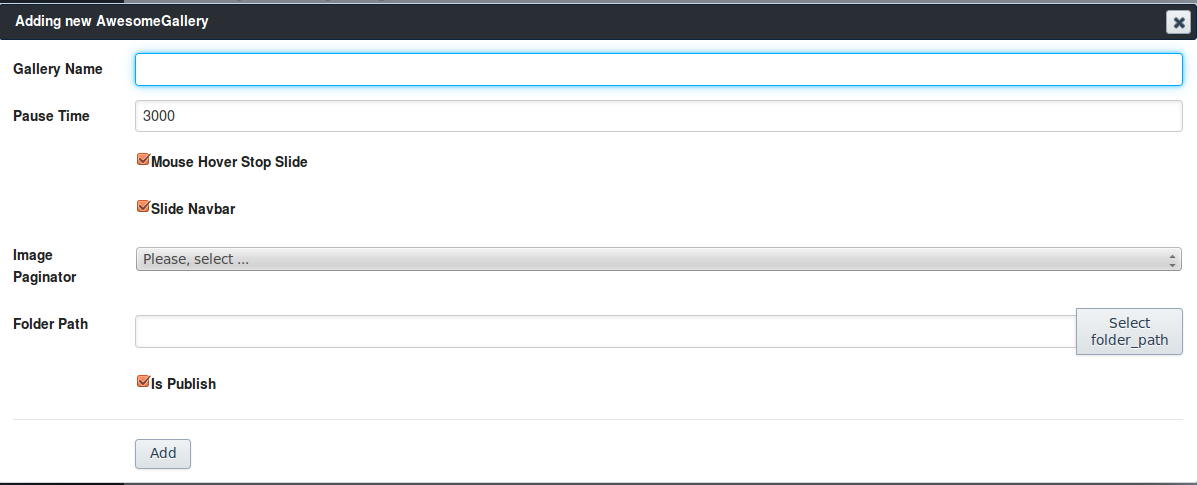 Adding new AwesomeGallery
Gallery Name
Pause Time
3000
Mouse Hover Stop Slide
Slide Navbar
Image
Paginator
Please, select ...
Folder Path
Select
folder_path
Is Publish
Add